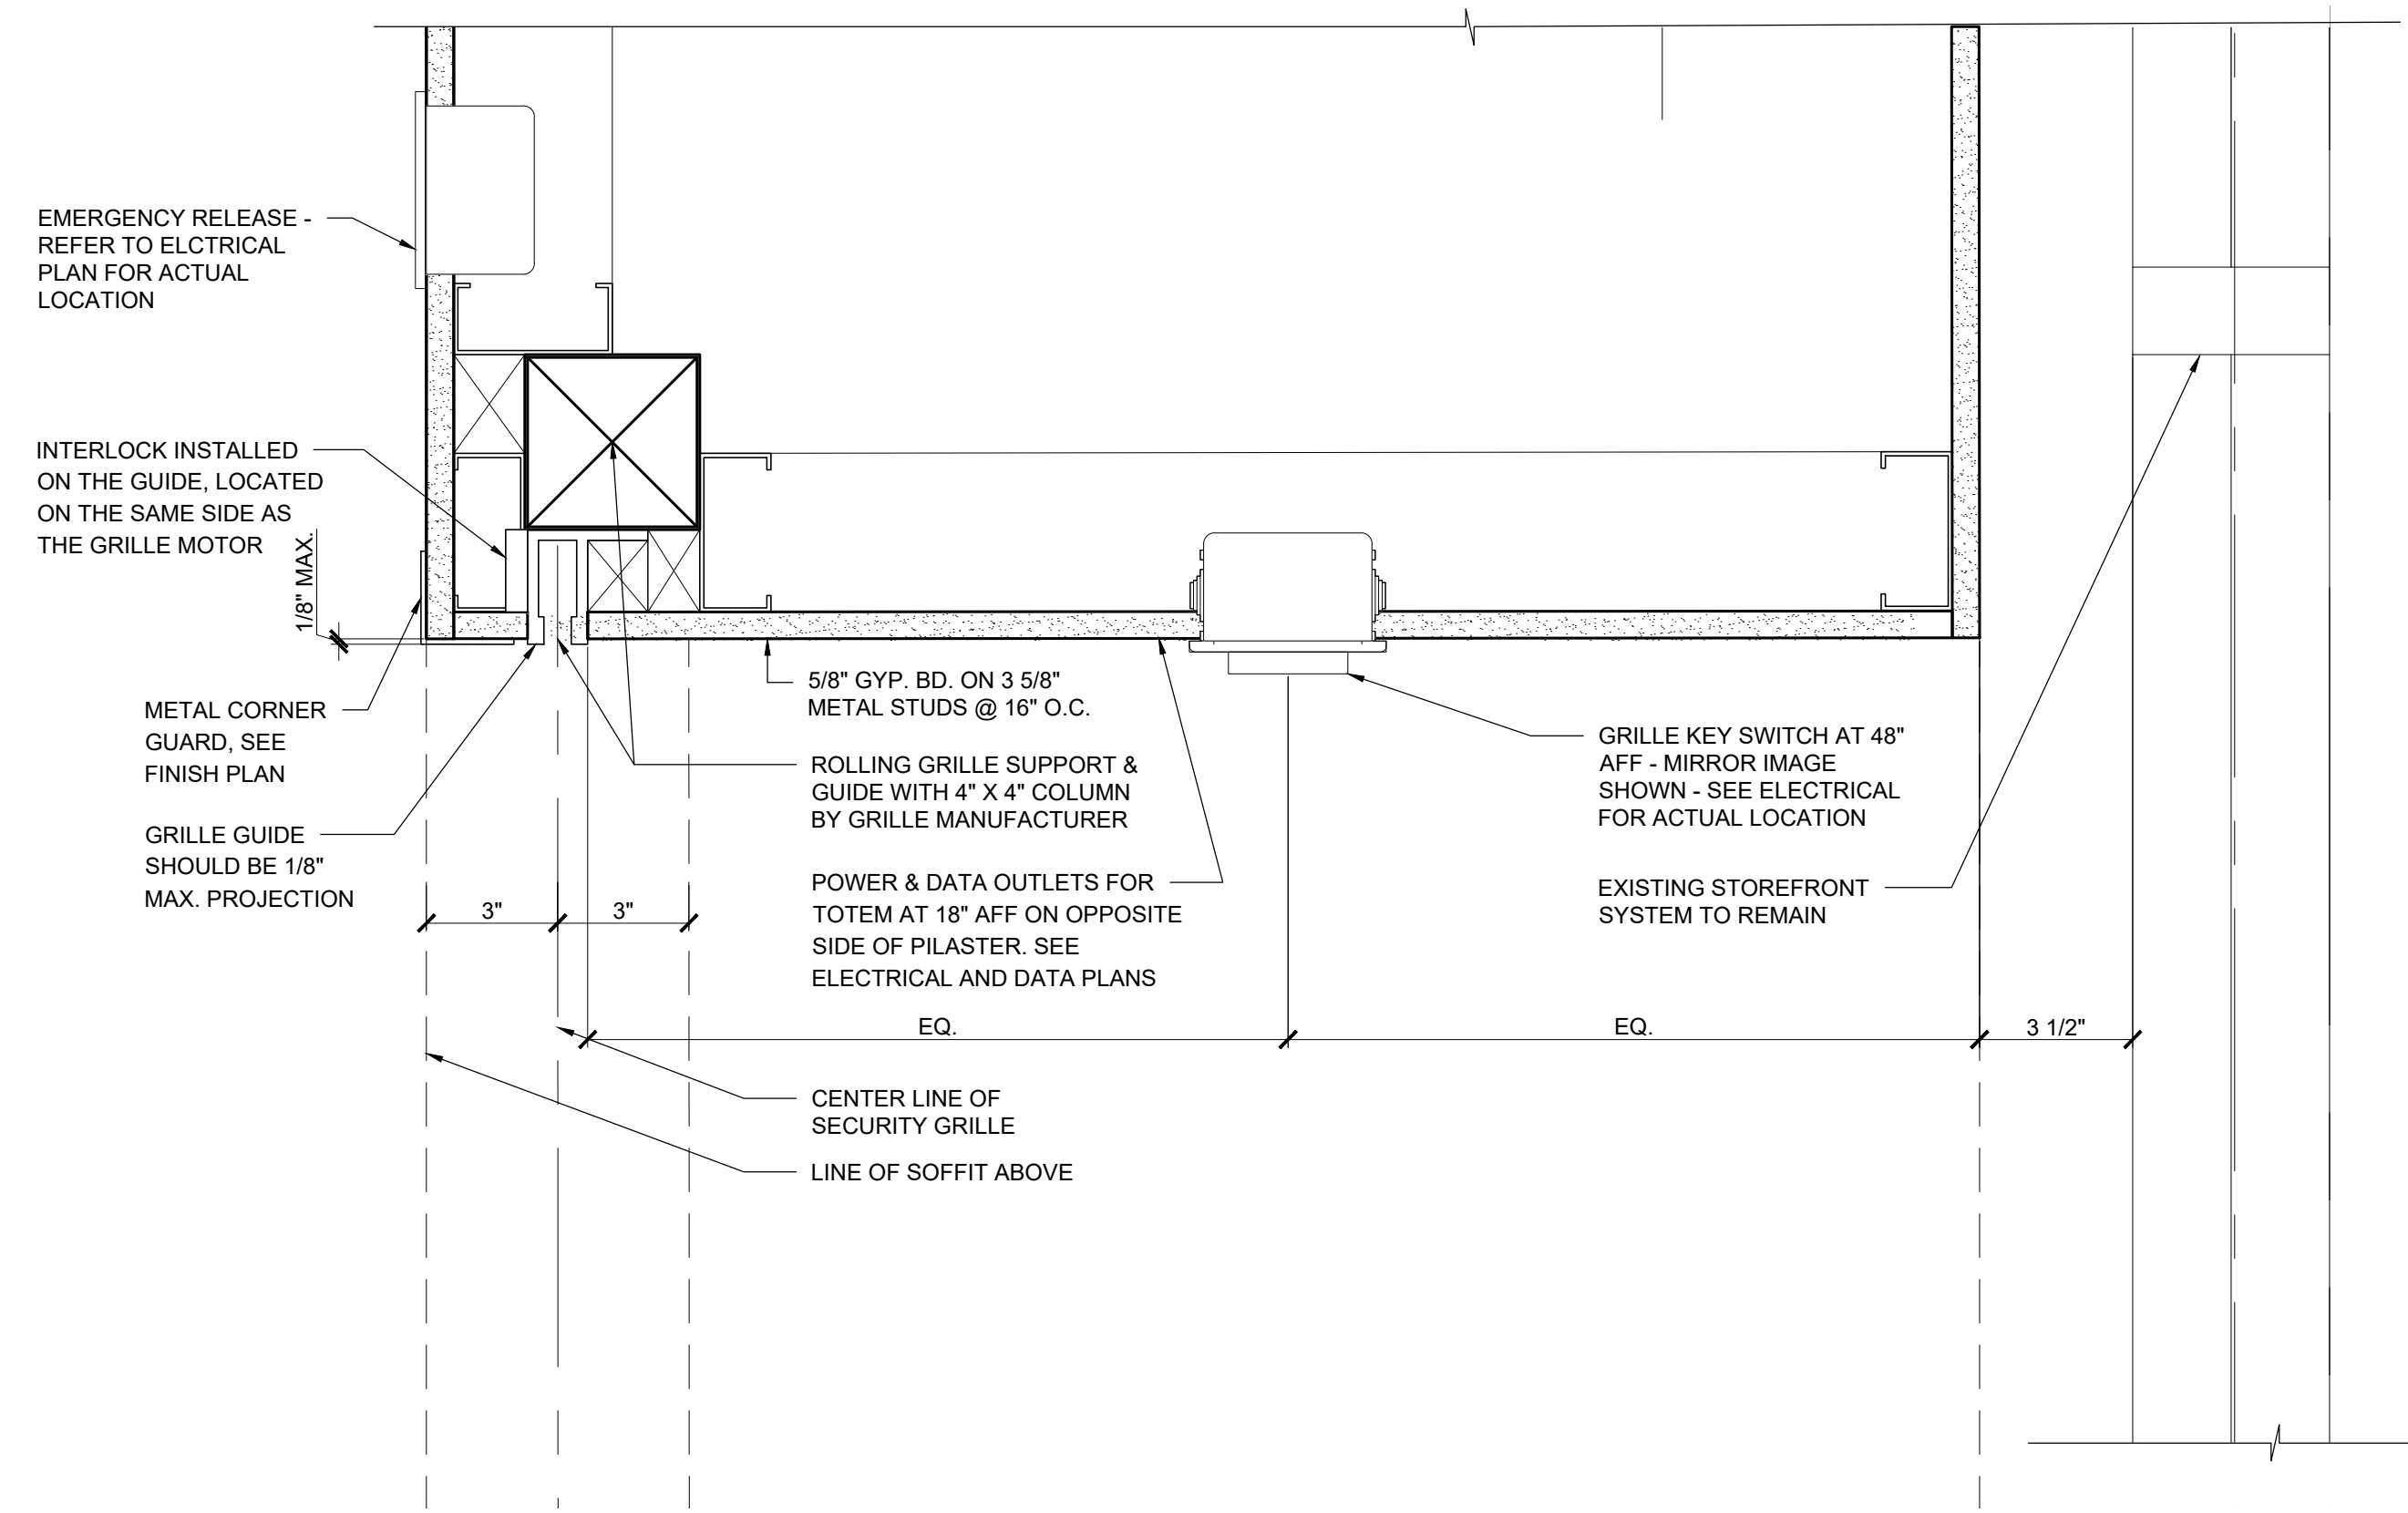 EMERGENCY RELEASE -
REFER TO ELCTRICAL
PLAN FOR ACTUAL
LOCATION
INTERLOCK INSTALLED
ON THE GUIDE, LOCATED
ON THE SAME SIDE AS
THE GRILLE MOTOR
1/8" MAX.
METAL CORNER
GUARD, SEE
FINISH PLAN
GRILLE GUIDE
SHOULD BE 1/8"
MAX. PROJECTION
5/8" GYP. BD. ON 3 5/8"
METAL STUDS @ 16" O.C.
ROLLING GRILLE SUPPORT &
GUIDE WITH 4" X 4" COLUMN
BY GRILLE MANUFACTURER
POWER & DATA OUTLETS FOR
TOTEM AT 18" AFF ON OPPOSITE
SIDE OF PILASTER. SEE
ELECTRICAL AND DATA PLANS
GRILLE KEY SWITCH AT 48"
AFF - MIRROR IMAGE
SHOWN - SEE ELECTRICAL
FOR ACTUAL LOCATION
EXISTING STOREFRONT
SYSTEM TO REMAIN
3"
3"
EQ.
EQ.
3 1/2"
CENTER LINE OF
SECURITY GRILLE
LINE OF SOFFIT ABOVE